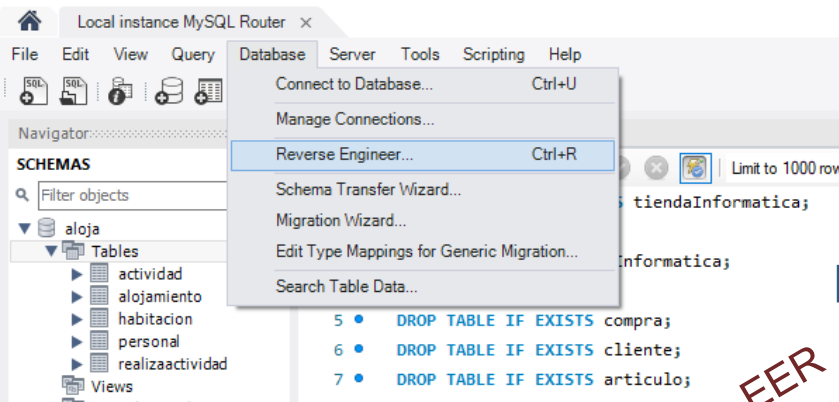 Local instance MySQL Router ×
File Edit View Query Database Server Tools Scripting Help
SQL SQL
Connect to Database... Ctrl+U
Manage Connections...
Reverse Engineer... Ctrl+R
Schema Transfer Wizard...
Migration Wizard...
Edit Type Mappings for Generic Migration...
Search Table Data...
Navigator
SCHEMAS
Filter objects
aloja
Tables
actividad
alojamiento
habitacion
personal
realizaactividad
Views
Limit to 1000 row
tiendaInformatica;
Informatica;
5 DROP TABLE IF EXISTS compra;
6 DROP TABLE IF EXISTS cliente;
7 DROP TABLE IF EXISTS articulo;
EER